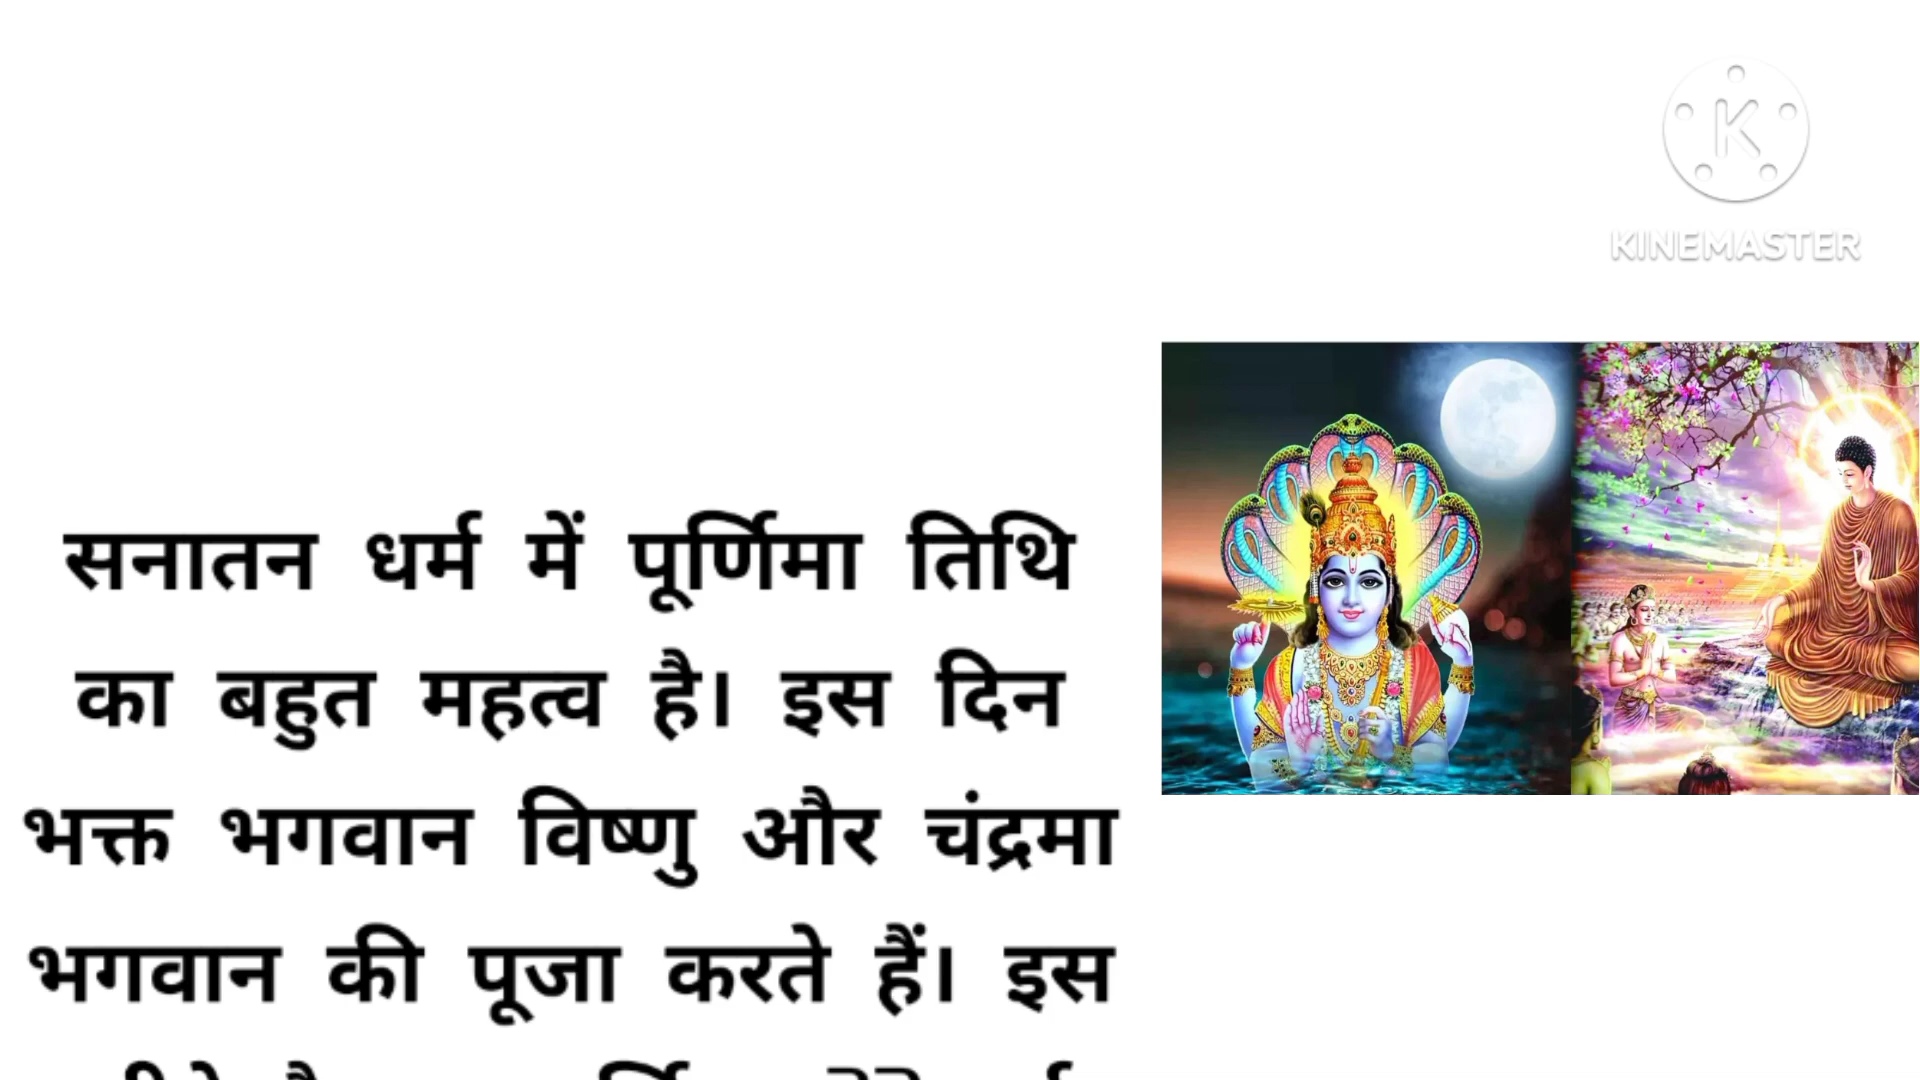 KINEMASTER
सनातन धर्म में पूर्णिमा तिथि
का बहुत महत्व है। इस दिन
भक्त भगवान विष्णु और चंद्रमा
भगवान की पूजा करते हैं। इस